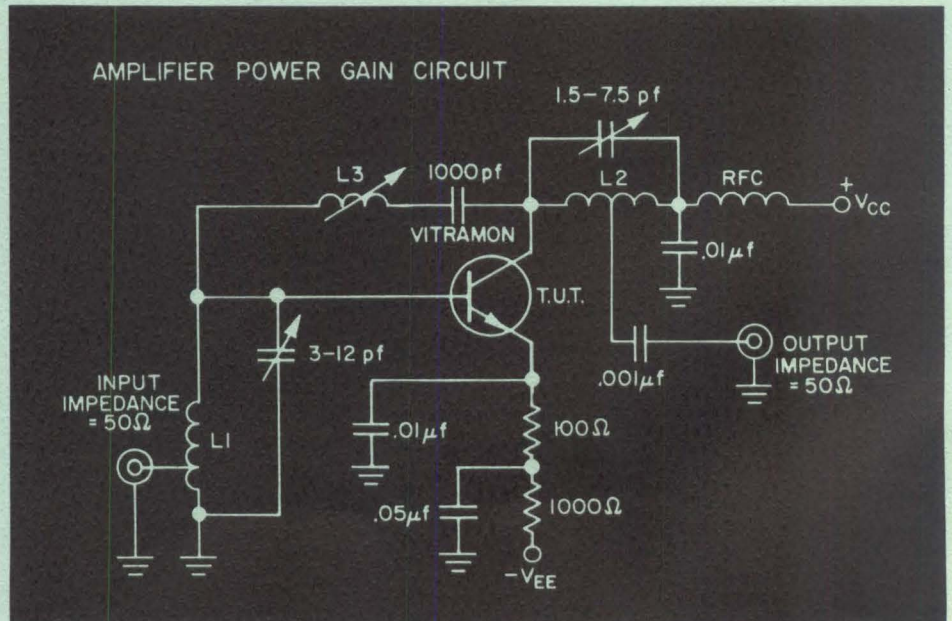 AMPLIFIER POWER GAIN CIRCUIT
1.5–7.5 pf
L3
1000pf
L2
RFC
+
VCC
VITRAMON
.01µf
T.U.T.
3–12 pf
OUTPUT
IMPEDANCE
= 50Ω
.001µf
INPUT
IMPEDANCE
= 50Ω
L1
.01µf
100Ω
.05µf
1000Ω
–VEE